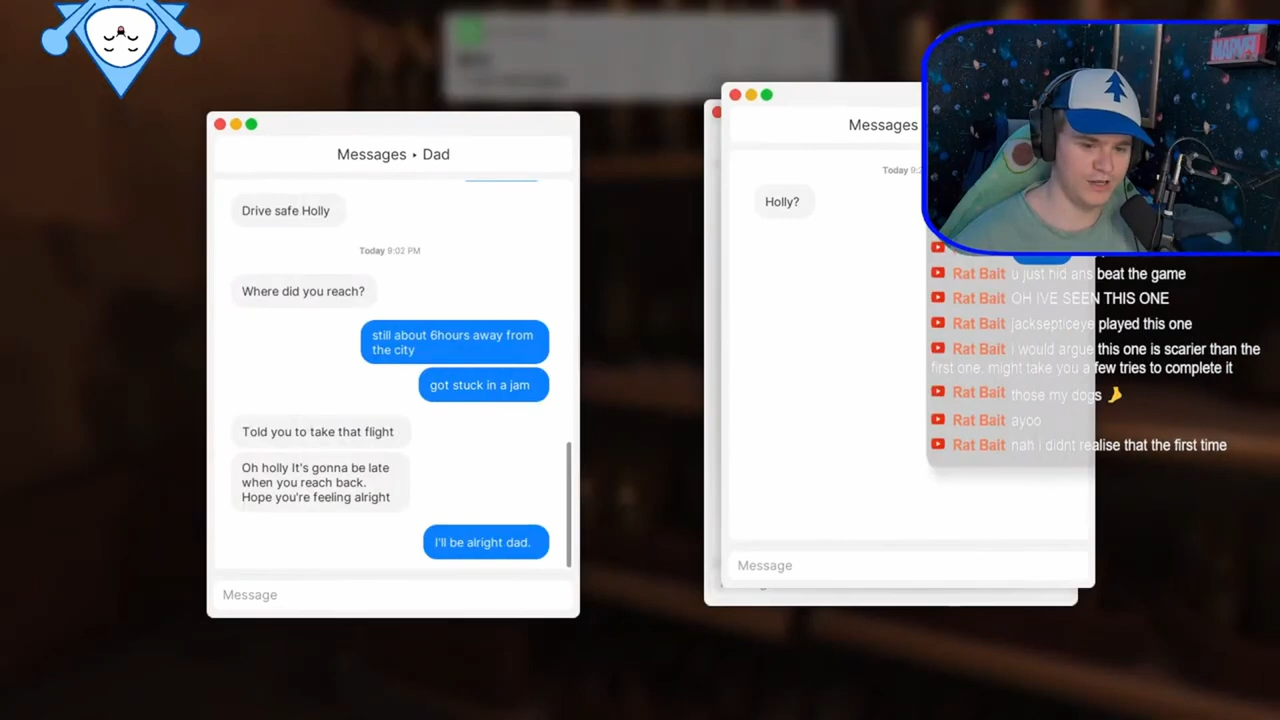 MARVEL
Messages ▸ Dad
Drive safe Holly
Today 9:02 PM
Where did you reach?
still about 6hours away from
the city
got stuck in a jam
Told you to take that flight
Oh holly It's gonna be late
when you reach back.
Hope you're feeling alright
I'll be alright dad.
Message
Messages
Today
Holly?
Message
Rat Bait u just hid ans beat the game
Rat Bait OH IVE SEEN THIS ONE
Rat Bait jacksepticeye played this one
Rat Bait i would argue this one is scarier than the
first one. might take you a few tries to complete it
Rat Bait those my dogs 🦶
Rat Bait ayoo
Rat Bait nah i didnt realise that the first time